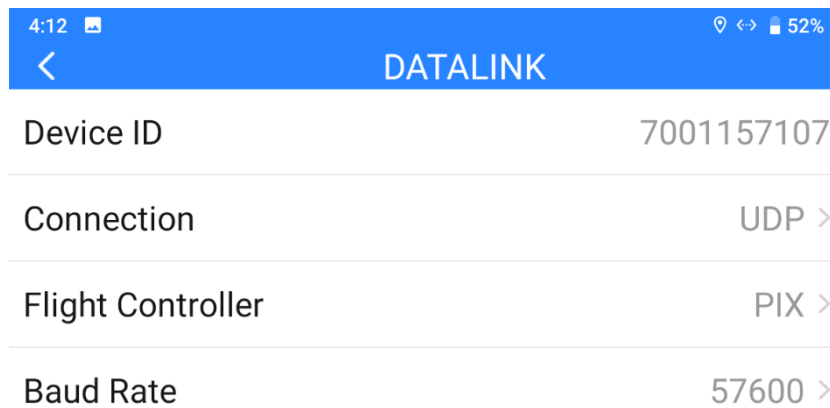 4:12 52%
DATALINK
Device ID 7001157107
Connection UDP
Flight Controller PIX
Baud Rate 57600